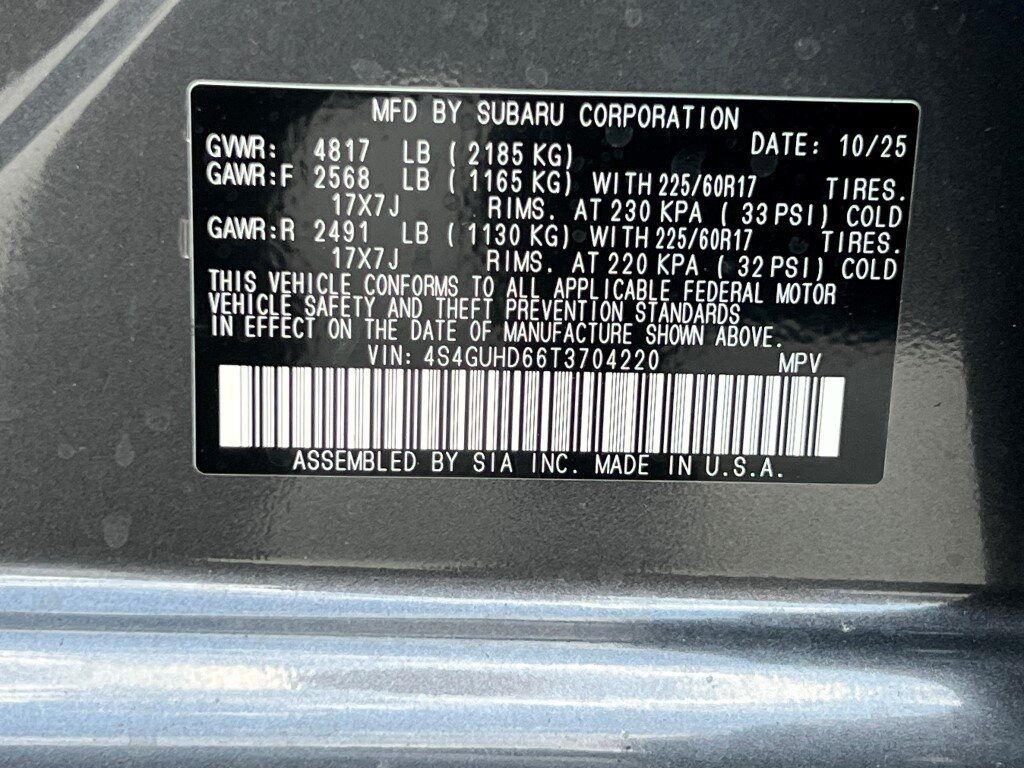 MFD BY SUBARU CORPORATION
GVWR: 4817 LB ( 2185 KG) DATE: 10/25
GAWR:F 2568 LB ( 1165 KG) WITH 225/60R17 TIRES.
17X7J RIMS. AT 230 KPA ( 33 PSI) COLD
GAWR:R 2491 LB ( 1130 KG) WITH 225/60R17 TIRES.
17X7J RIMS. AT 220 KPA ( 32 PSI) COLD
THIS VEHICLE CONFORMS TO ALL APPLICABLE FEDERAL MOTOR
VEHICLE SAFETY AND THEFT PREVENTION STANDARDS
IN EFFECT ON THE DATE OF MANUFACTURE SHOWN ABOVE.
VIN: 4S4GUHD66T3704220 MPV
ASSEMBLED BY SIA INC. MADE IN U.S.A.